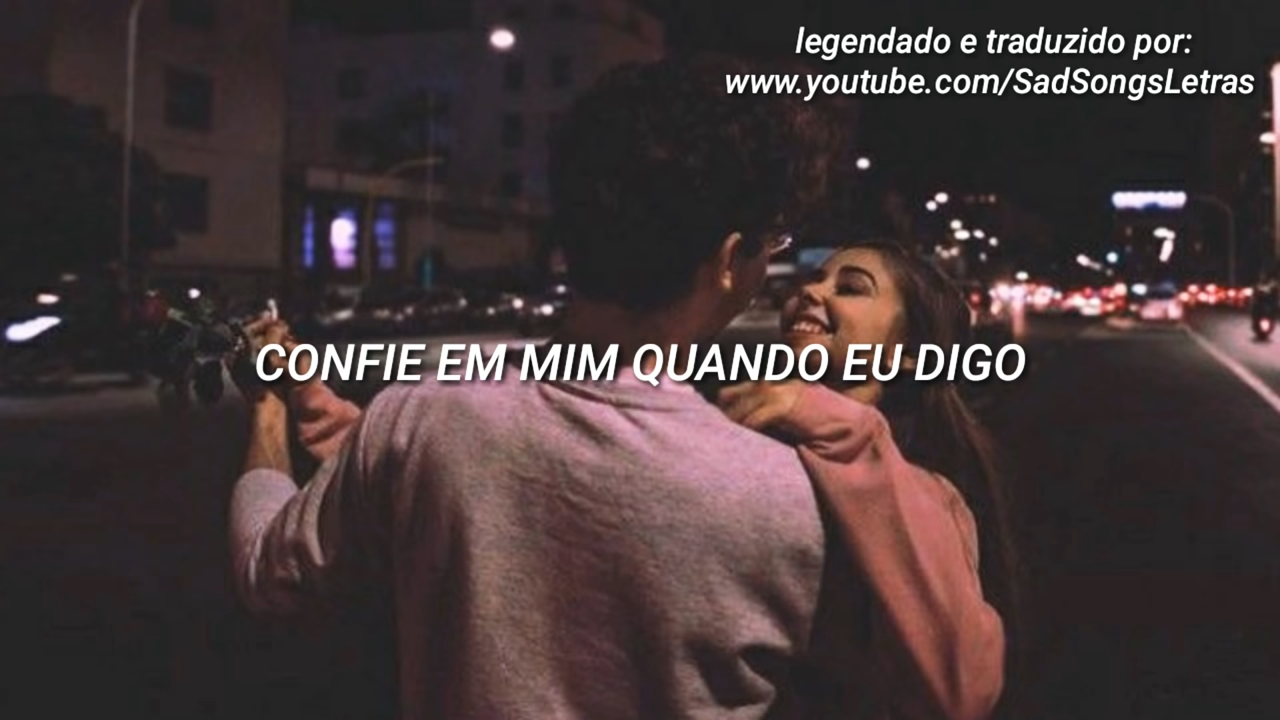 legendado e traduzido por:
www.youtube.com/SadSongsLetras
CONFIE EM MIM QUANDO EU DIGO